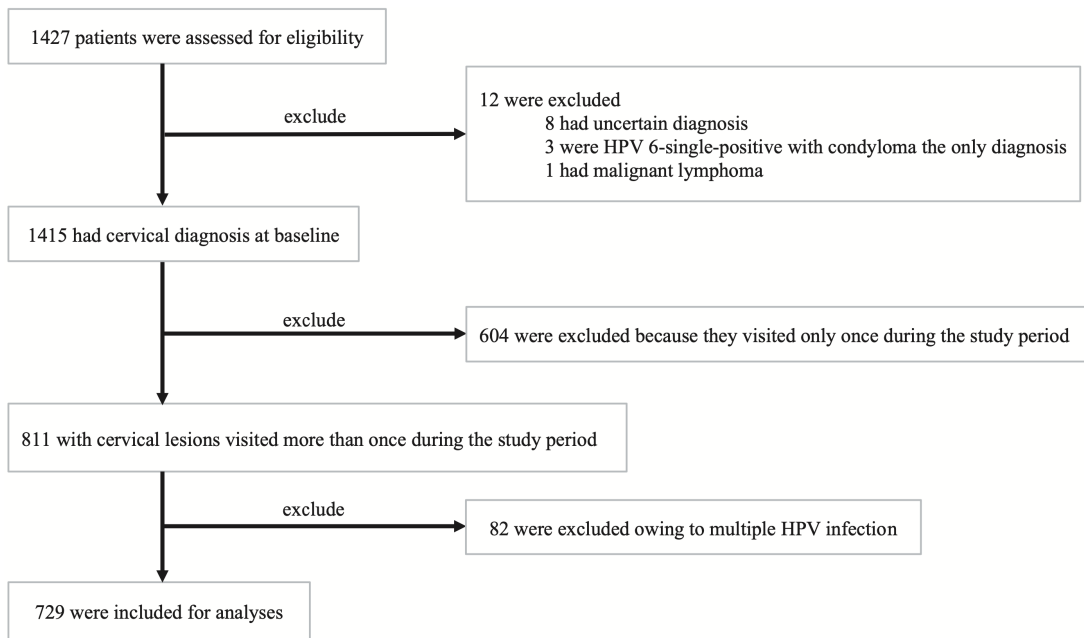 1427 patients were assessed for eligibility
exclude
12 were excluded
8 had uncertain diagnosis
3 were HPV 6-single-positive with condyloma the only diagnosis
1 had malignant lymphoma
1415 had cervical diagnosis at baseline
exclude
604 were excluded because they visited only once during the study period
811 with cervical lesions visited more than once during the study period
exclude
82 were excluded owing to multiple HPV infection
729 were included for analyses